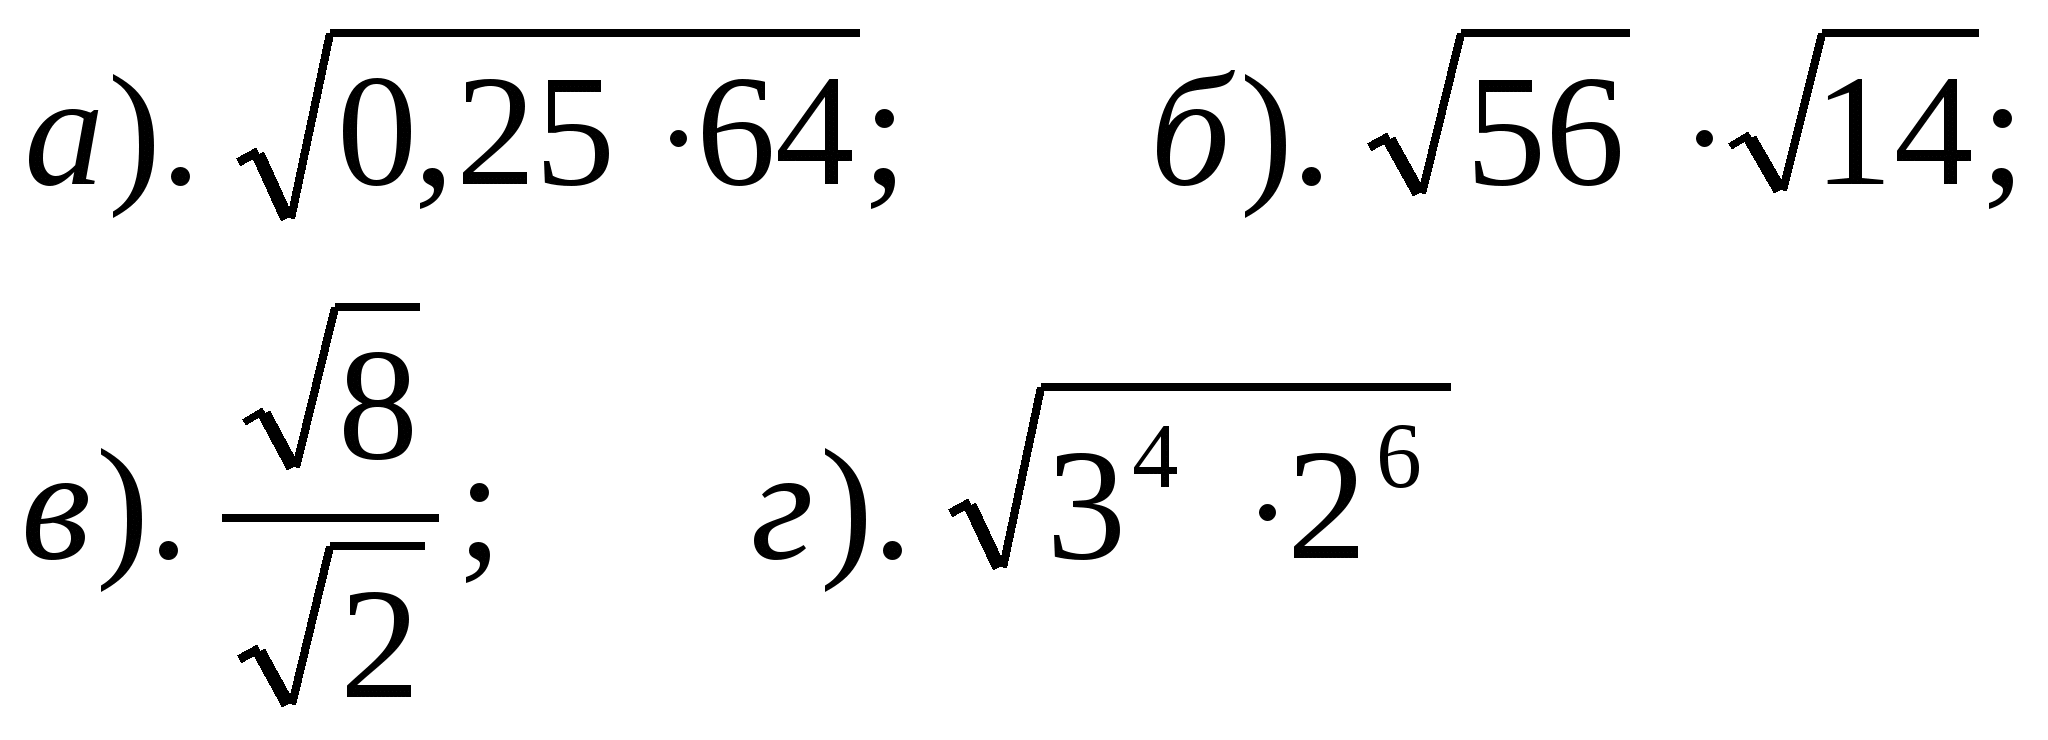 а). √0,25 ·64; б). √56 ·√14;
в). √8/√2; г). √3⁴ ·2⁶